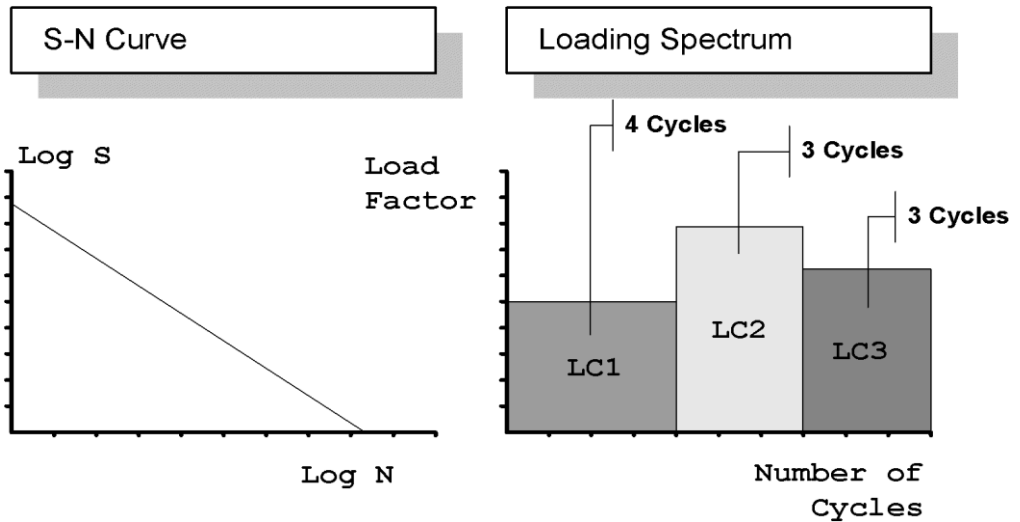 S-N Curve
Loading Spectrum
Log S
Load
Factor
4 Cycles
3 Cycles
3 Cycles
LC1
LC2
LC3
Log N
Number of
Cycles